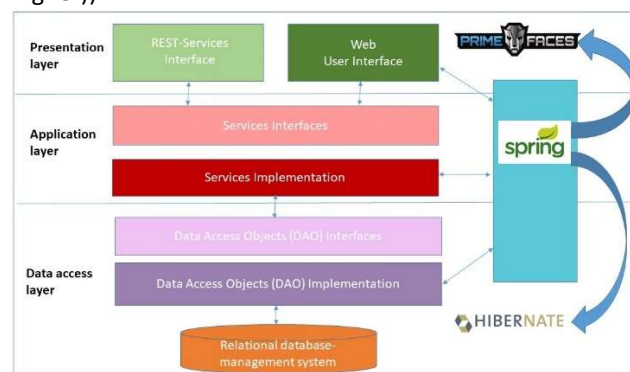 Presentation
layer
REST-Services
Interface
Web
User Interface
PRIME FACES
Application
layer
Services Interfaces
spring
Services Implementation
Data access
layer
Data Access Objects (DAO) Interfaces
Data Access Objects (DAO) Implementation
HIBERNATE
Relational database-
management system